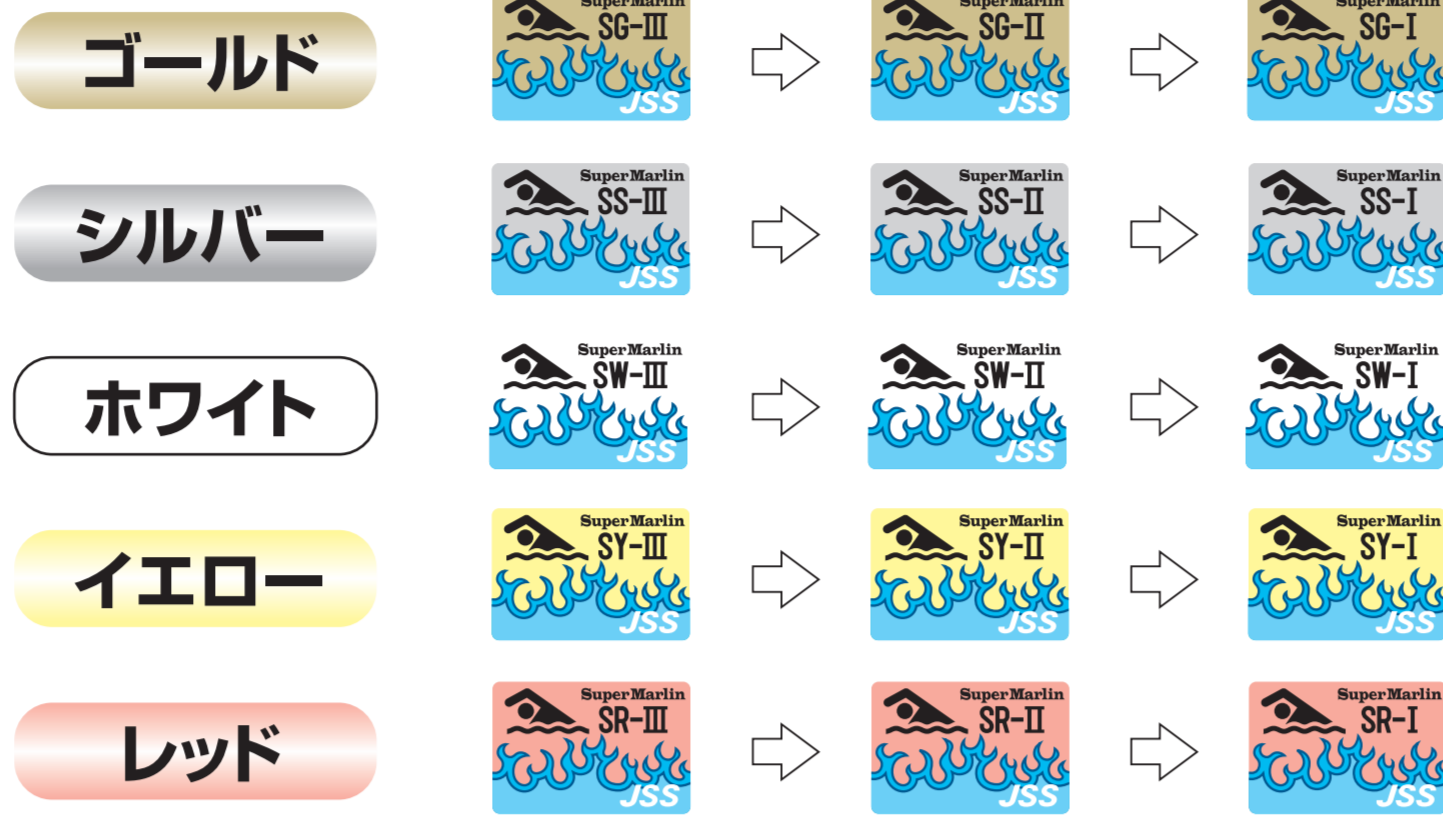 ゴールド
SuperMarlin
SG-III
JSS
SuperMarlin
SG-II
JSS
SuperMarlin
SG-I
JSS
シルバー
SuperMarlin
SS-III
JSS
SuperMarlin
SS-II
JSS
SuperMarlin
SS-I
JSS
ホワイト
SuperMarlin
SW-III
JSS
SuperMarlin
SW-II
JSS
SuperMarlin
SW-I
JSS
イエロー
SuperMarlin
SY-III
JSS
SuperMarlin
SY-II
JSS
SuperMarlin
SY-I
JSS
レッド
SuperMarlin
SR-III
JSS
SuperMarlin
SR-II
JSS
SuperMarlin
SR-I
JSS